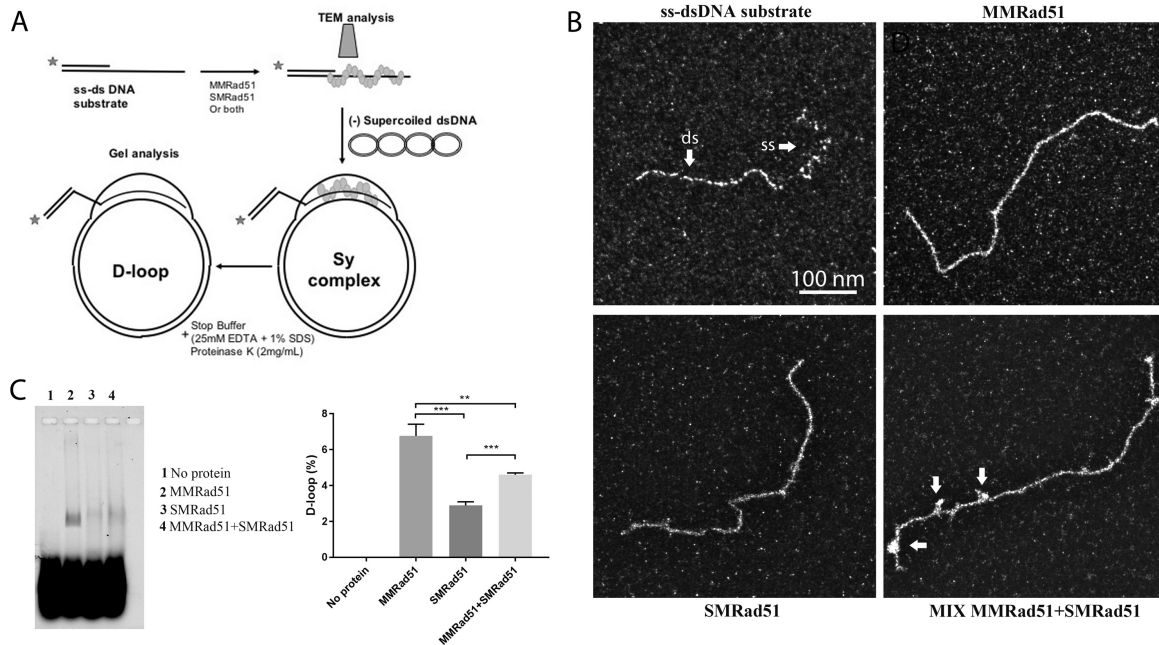 A
TEM analysis
ss-ds DNA
substrate
MMRad51
SMRad51
Or both
(-) Supercoiled dsDNA
Gel analysis
D-loop
Sy
complex
+ Stop Buffer
(25mM EDTA + 1% SDS)
Proteinase K (2mg/mL)
B
ss-dsDNA substrate
MMRad51
D
ds
ss
100 nm
SMRad51
MIX MMRad51+SMRad51
C
1 2 3 4
1 No protein
2 MMRad51
3 SMRad51
4 MMRad51+SMRad51
D-loop (%)
8
6
4
2
0
**
***
***
No protein
MMRad51
SMRad51
MMRad51+SMRad51